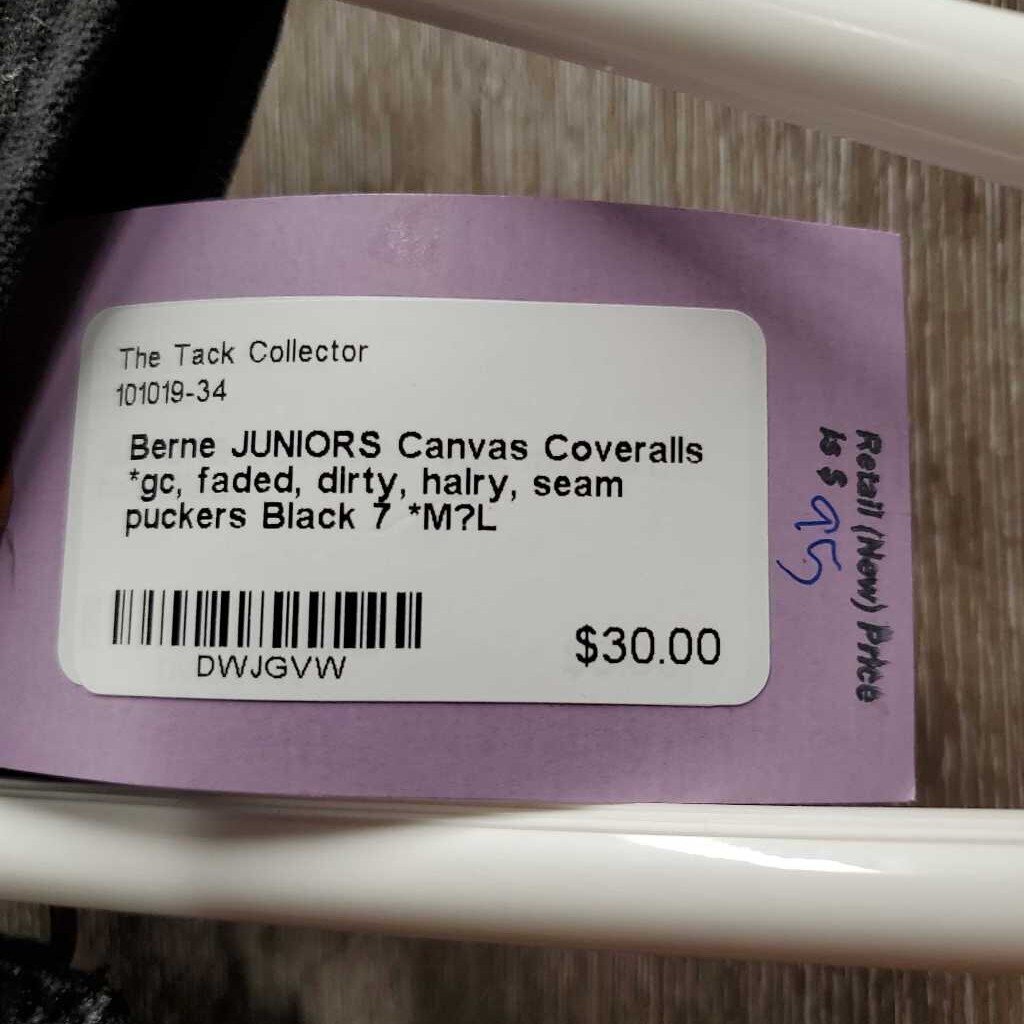 The Tack Collector
101019-34
Berne JUNIORS Canvas Coveralls
*gc, faded, dirty, hairy, seam
puckers Black 7 *M?L
DWJGVW
$30.00
Retail (New) Price
is $ 95